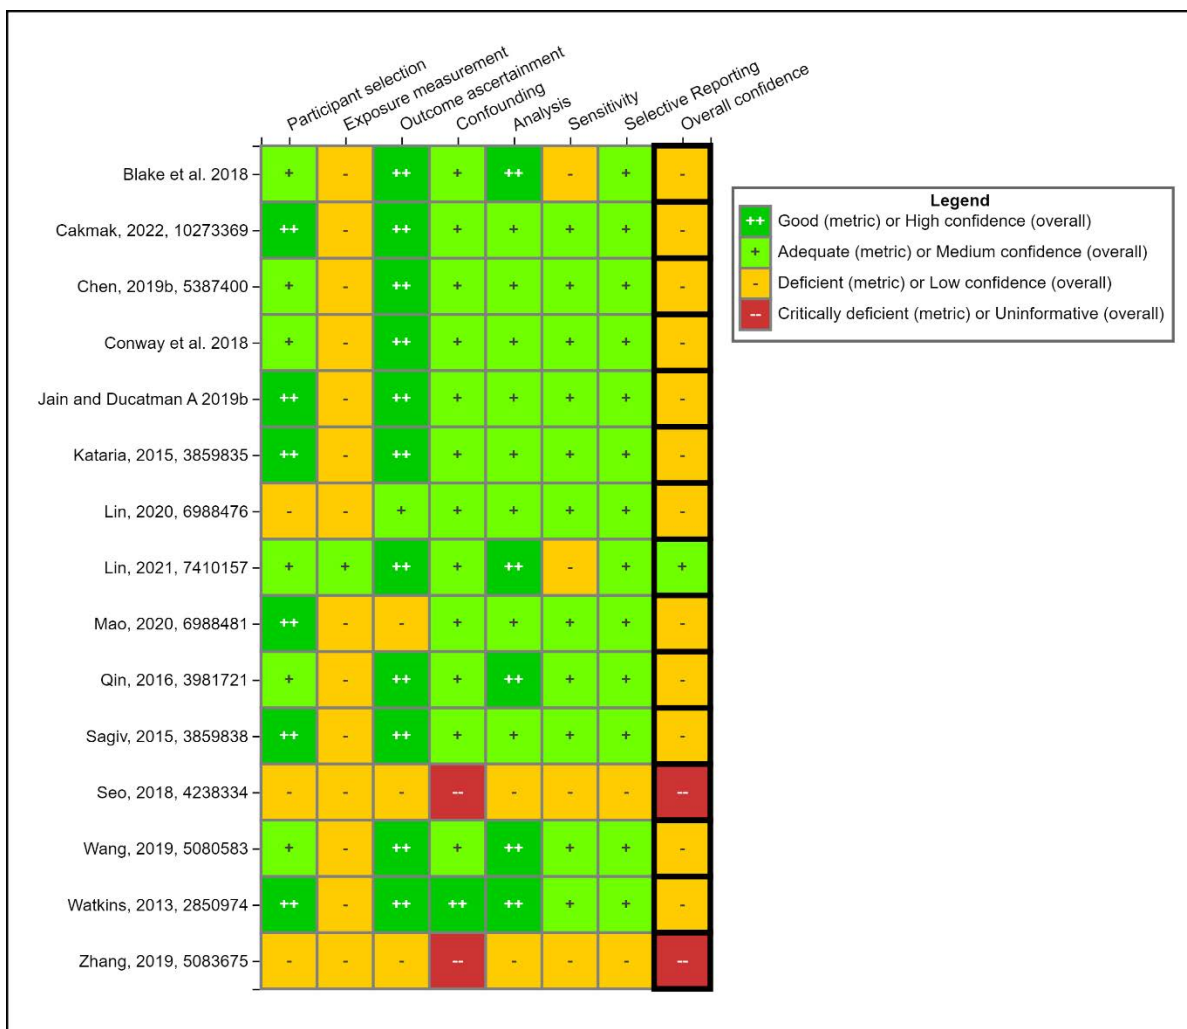 Participant selection
Exposure measurement
Outcome ascertainment
Confounding
Analysis
Sensitivity
Selective Reporting
Overall confidence
Blake et al. 2018 + - ++ + ++ - + -
Cakmak, 2022, 10273369 ++ - ++ + + + + -
Chen, 2019b, 5387400 + - ++ + + + + -
Conway et al. 2018 + - ++ + + + + -
Jain and Ducatman A 2019b ++ - ++ + + + + -
Kataria, 2015, 3859835 ++ - ++ + + + + -
Lin, 2020, 6988476 - - + + + + + -
Lin, 2021, 7410157 + + ++ + ++ - + +
Mao, 2020, 6988481 ++ - - + + + + -
Qin, 2016, 3981721 + - ++ + ++ + + -
Sagiv, 2015, 3859838 ++ - ++ + + + + -
Seo, 2018, 4238334 - - - -- - - - --
Wang, 2019, 5080583 + - ++ + ++ + + -
Watkins, 2013, 2850974 ++ - ++ ++ ++ + + -
Zhang, 2019, 5083675 - - - -- - - - --
Legend
++ Good (metric) or High confidence (overall)
+ Adequate (metric) or Medium confidence (overall)
- Deficient (metric) or Low confidence (overall)
-- Critically deficient (metric) or Uninformative (overall)